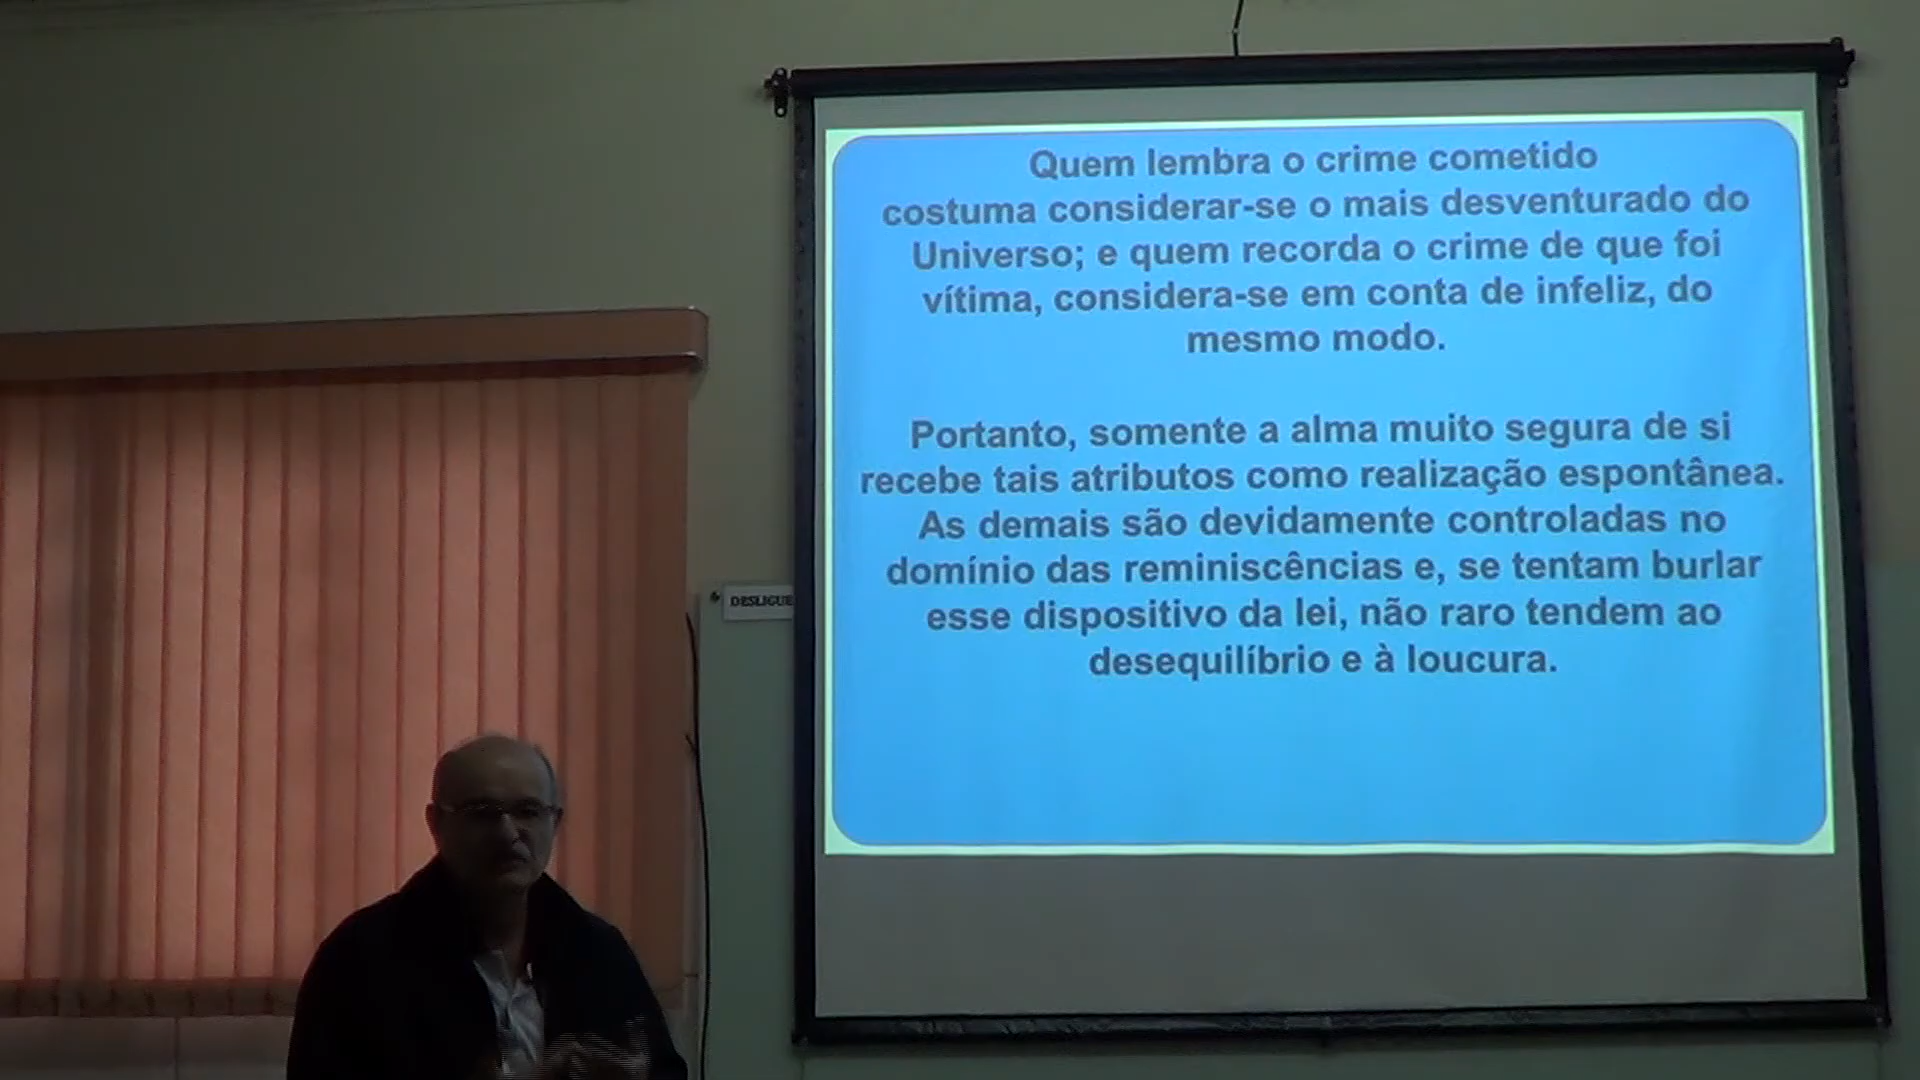 Quem lembra o crime cometido
costuma considerar-se o mais desventurado do
Universo; e quem recorda o crime de que foi
vítima, considera-se em conta de infeliz, do
mesmo modo.
Portanto, somente a alma muito segura de si
recebe tais atributos como realização espontânea.
As demais são devidamente controladas no
domínio das reminiscências e, se tentam burlar
esse dispositivo da lei, não raro tendem ao
desequilíbrio e à loucura.
DESLIGUE